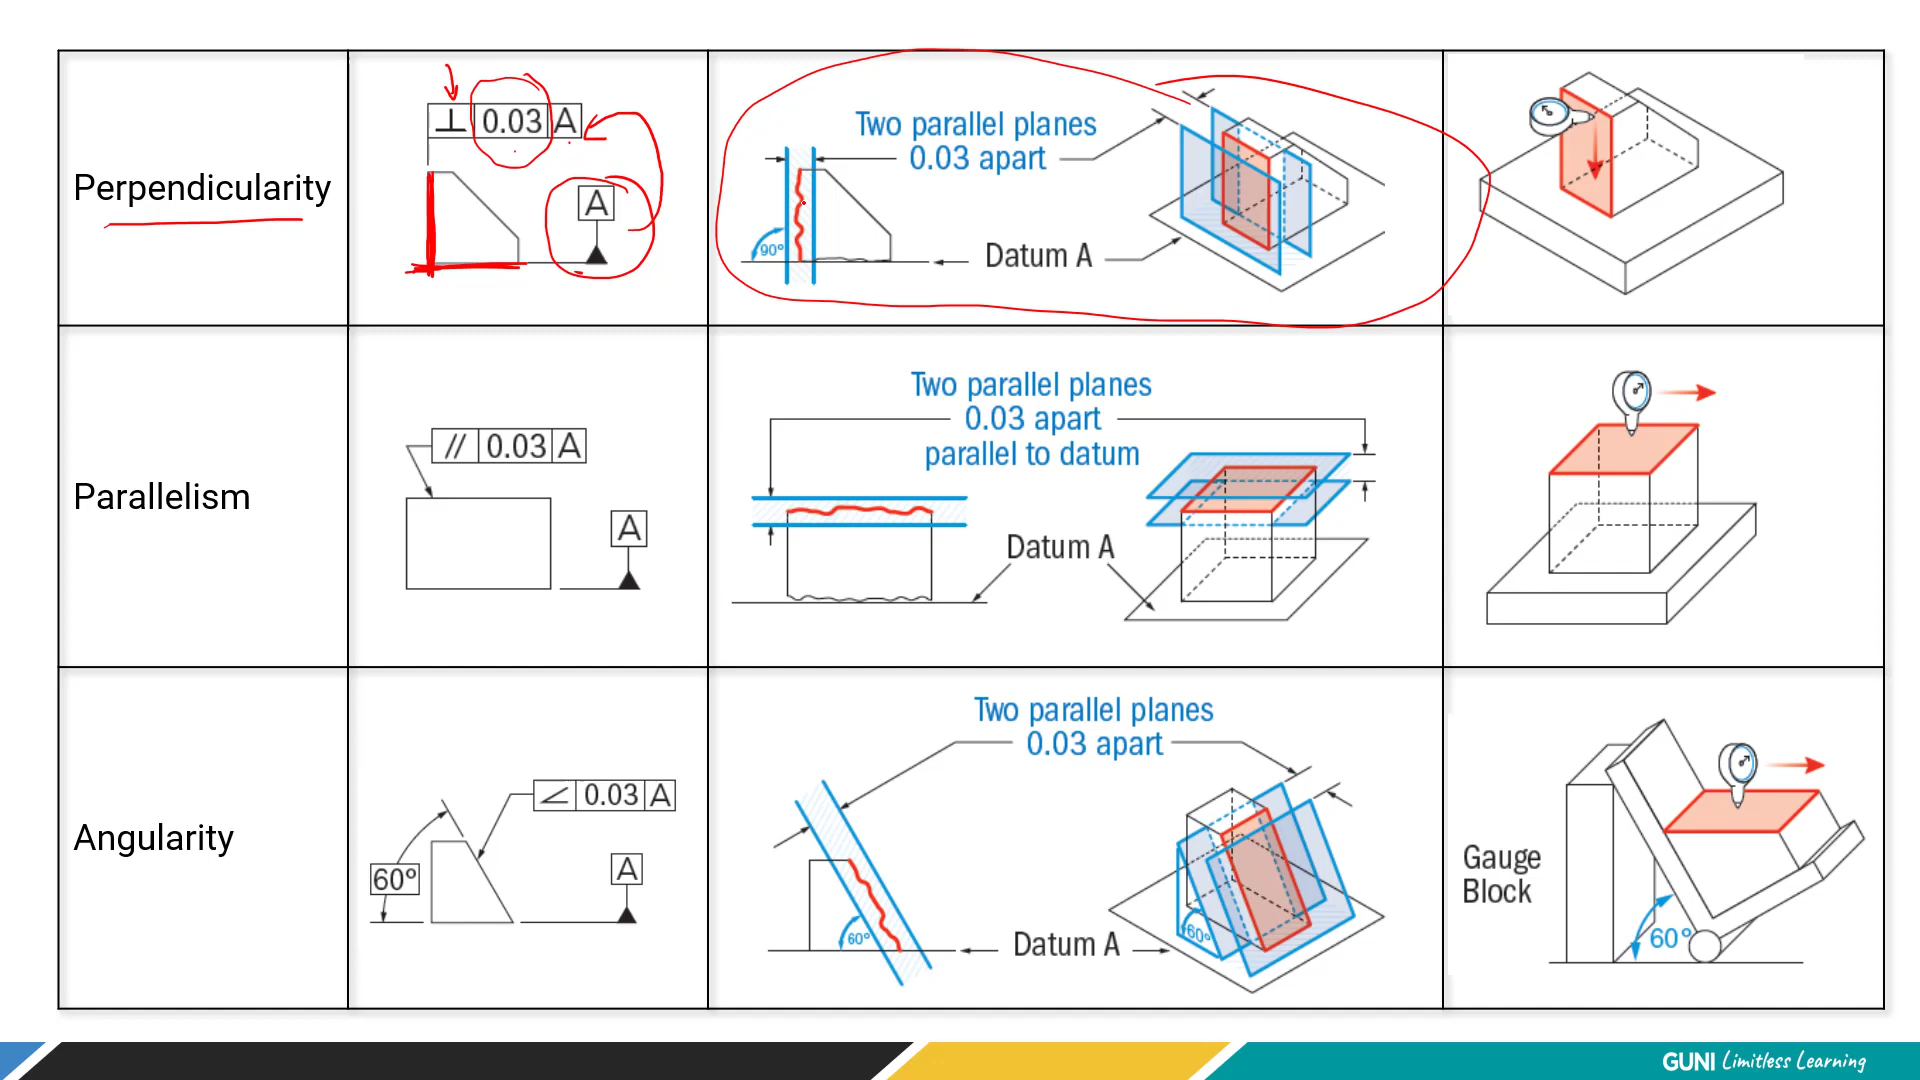 Perpendicularity
⊥ 0.03 A
A
Two parallel planes
0.03 apart
90°
Datum A
Parallelism
// 0.03 A
A
Two parallel planes
0.03 apart
parallel to datum
Datum A
Angularity
∠ 0.03 A
60°
A
Two parallel planes
0.03 apart
60°
Datum A
60°
Gauge
Block
60°
GUNI Limitless Learning